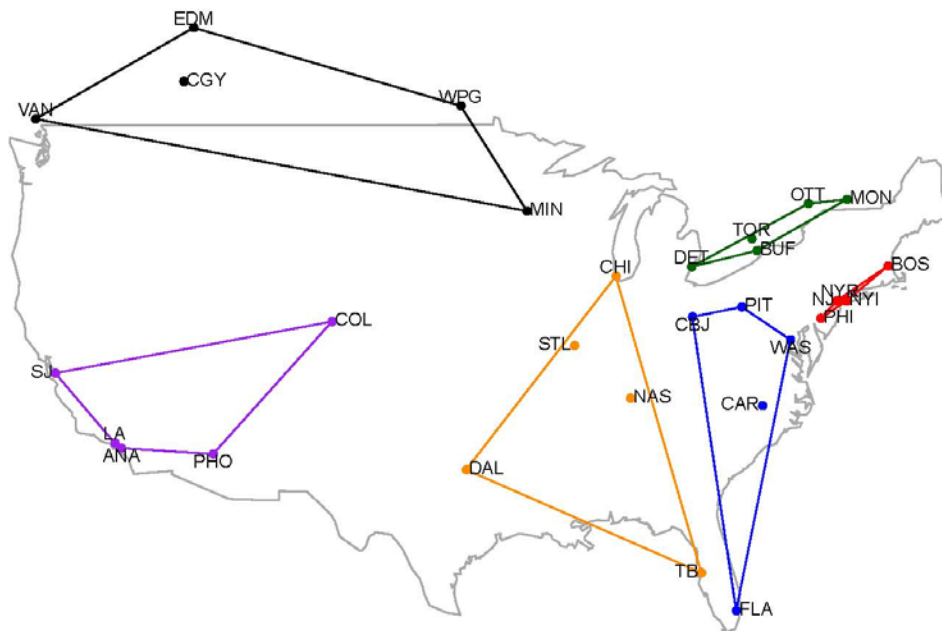 EDM
CGY
WPG
VAN
MIN
OTT
MON
TOR
BUF
DET
BOS
CHI
NYR
NJ
NYI
PIT
PHI
CBJ
COL
WAS
STL
SJ
NAS
CAR
LA
ANA
PHO
DAL
TB
FLA